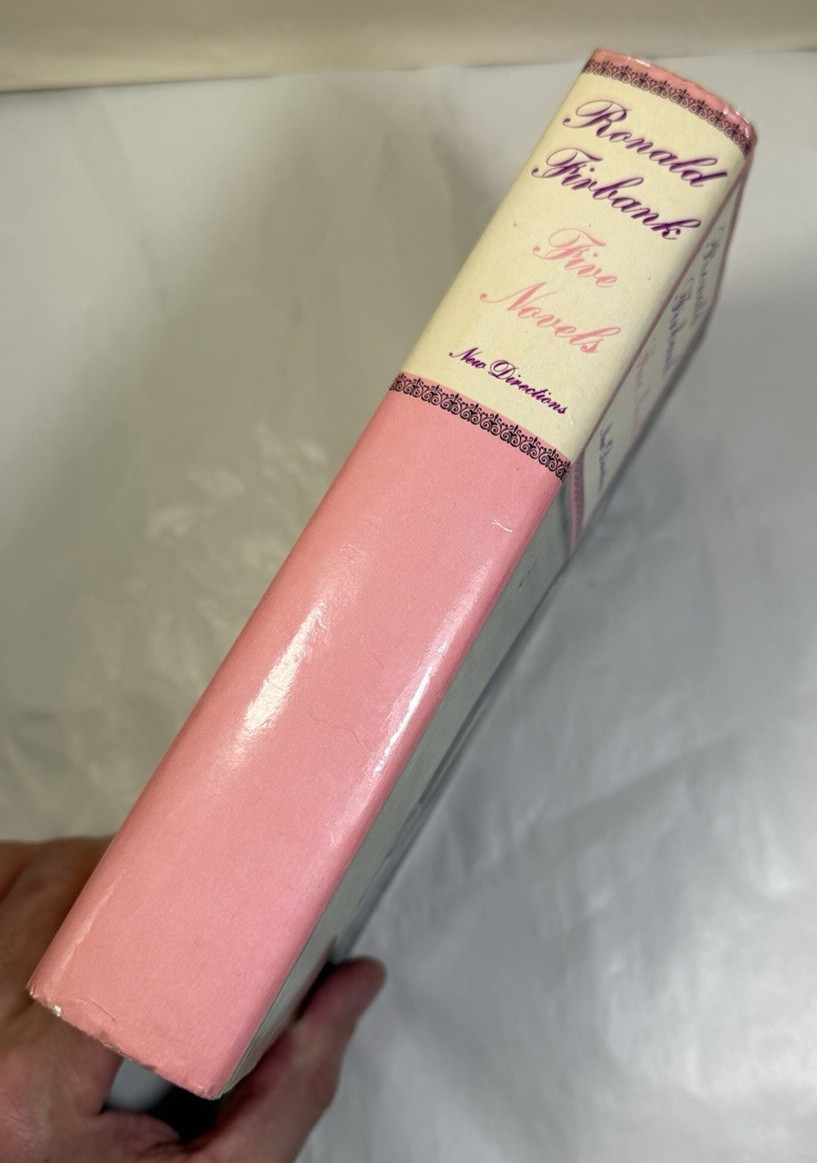 Ronald
Firbank
Five
Novels
New Directions